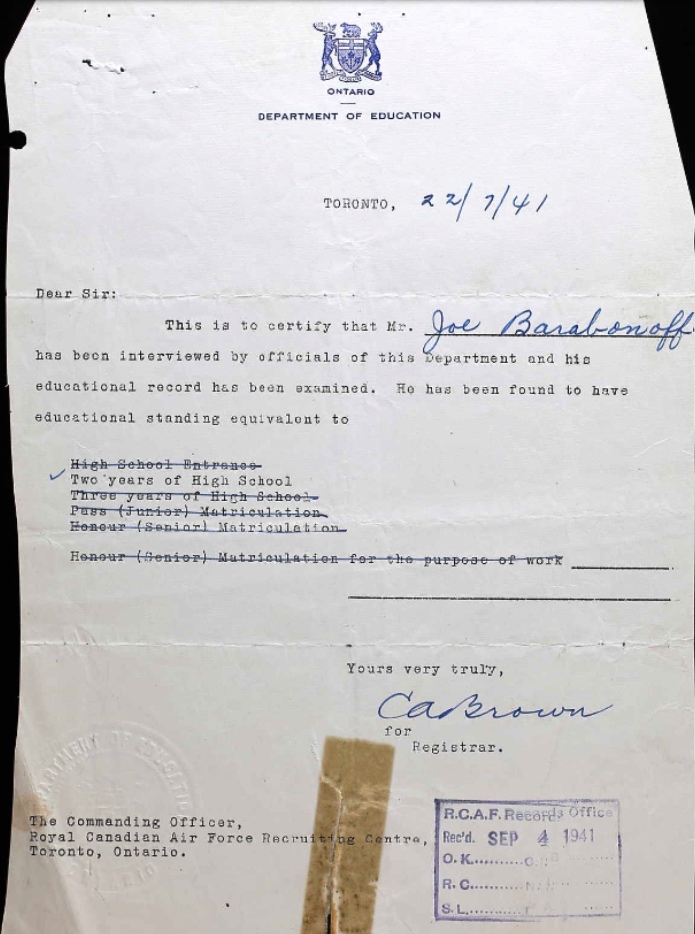 ONTARIO
DEPARTMENT OF EDUCATION
TORONTO, 22/7/41
Dear Sir:
This is to certify that Mr. Joe Barabonoff
has been interviewed by officials of this Department and his
educational record has been examined. He has been found to have
educational standing equivalent to
High School Entrance
✓ Two years of High School
Three years of High School
Pass (Junior) Matriculation
Honour (Senior) Matriculation
Honour (Senior) Matriculation for the purpose of work
Yours very truly,
CABrown
for
Registrar.
DEPARTMENT OF EDUCATION
The Commanding Officer,
Royal Canadian Air Force Recruiting Centre,
Toronto, Ontario.
R.C.A.F. Records Office
Rec'd. SEP 4 1941
O.K.
R.C.
S.L.